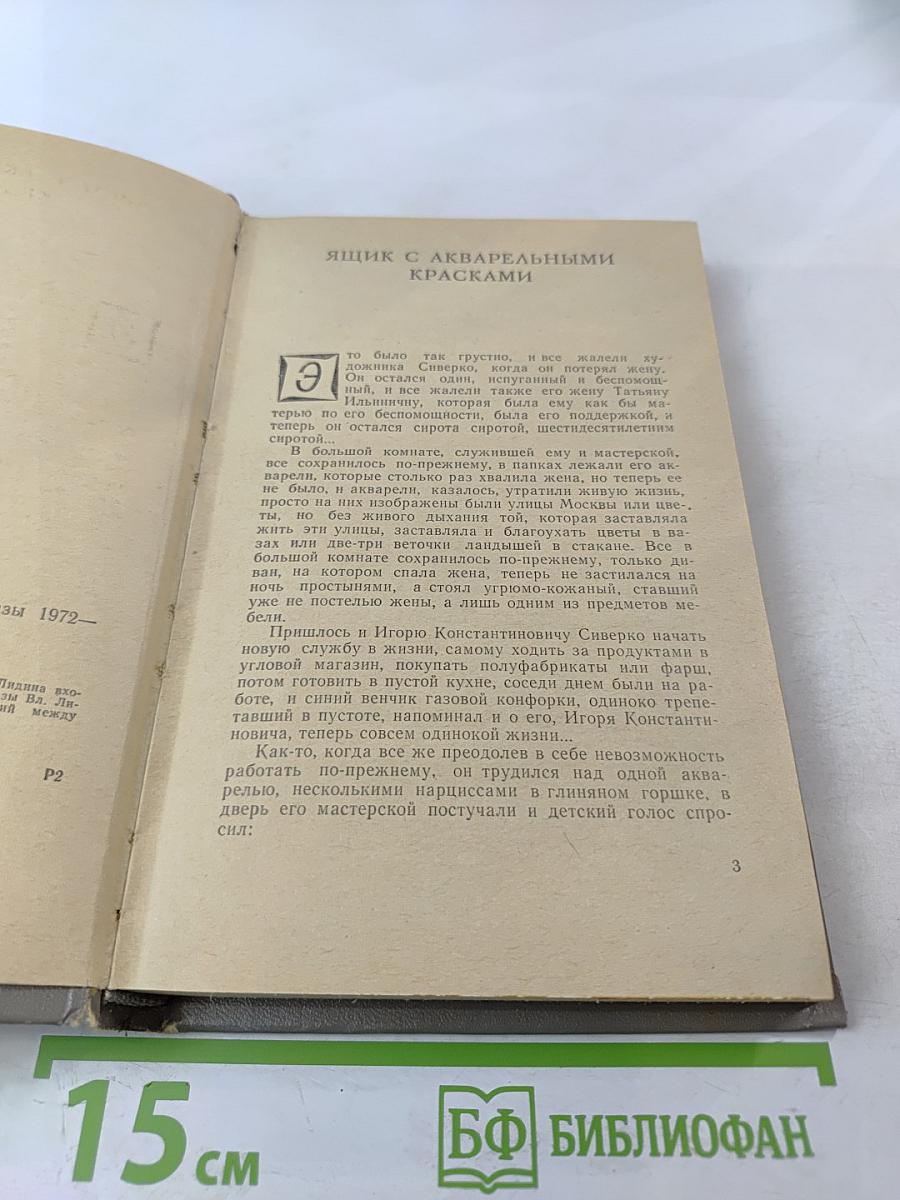 зы 1972—
Лидина вхо-
зы Вл. Ли-
ий между
Р2
ЯЩИК С АКВАРЕЛЬНЫМИ
КРАСКАМИ
Это было так грустно, и все жалели ху-
дожника Сиверко, когда он потерял жену.
Он остался один, испуганный и беспомощ-
ный, и все жалели также его жену Татьяну
Ильиничну, которая была ему как бы ма-
терью по его беспомощности, была его поддержкой, и
теперь он остался сирота сиротой, шестидесятилетним
сиротой...
В большой комнате, служившей ему и мастерской,
все сохранилось по-прежнему, в папках лежали его ак-
варели, которые столько раз хвалила жена, но теперь ее
не было, и акварели, казалось, утратили живую жизнь,
просто на них изображены были улицы Москвы или цве-
ты, но без живого дыхания той, которая заставляла
жить эти улицы, заставляла и благоухать цветы в ва-
зах или две-три веточки ландышей в стакане. Все в
большой комнате сохранилось по-прежнему, только ди-
ван, на котором спала жена, теперь не застилался на
ночь простынями, а стоял угрюмо-кожаный, ставший
уже не постелью жены, а лишь одним из предметов ме-
бели.
Пришлось и Игорю Константиновичу Сиверко начать
новую службу в жизни, самому ходить за продуктами в
угловой магазин, покупать полуфабрикаты или фарш,
потом готовить в пустой кухне, соседи днем были на ра-
боте, и синий венчик газовой конфорки, одиноко трепе-
тавший в пустоте, напоминал и о его, Игоря Константи-
новича, теперь совсем одинокой жизни...
Как-то, когда все же преодолев в себе невозможность
работать по-прежнему, он трудился над одной аква-
релью, несколькими нарциссами в глиняном горшке, в
дверь его мастерской постучали и детский голос спро-
сил:
3
15 см
БФ БИБЛИОФАН